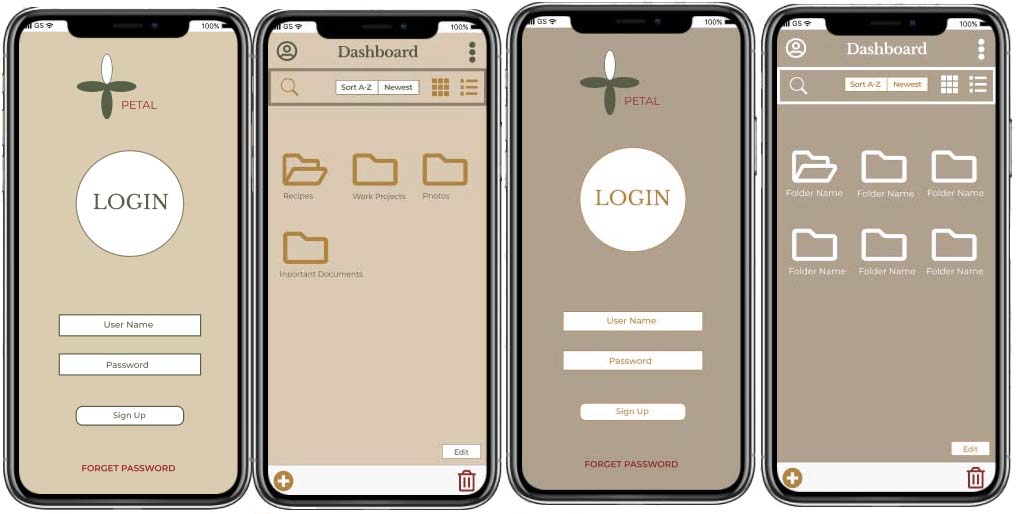 GS 100%
PETAL
LOGIN
User Name
Password
Sign Up
FORGET PASSWORD
GS 100%
Dashboard
Sort A-Z Newest
Recipes Work Projects Photos
Inportant Documents
Edit
GS 100%
PETAL
LOGIN
User Name
Password
Sign Up
FORGET PASSWORD
GS 100%
Dashboard
Sort A-Z Newest
Folder Name Folder Name Folder Name
Folder Name Folder Name Folder Name
Edit